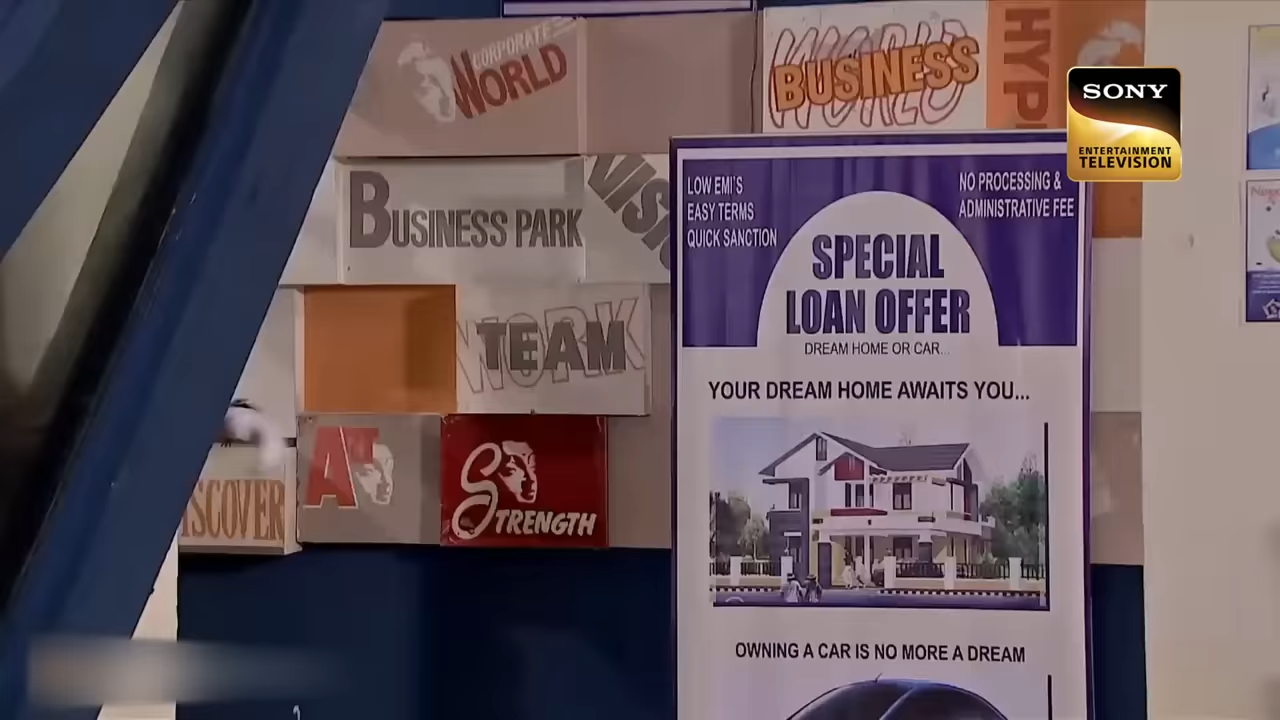 CORPORATE
WORLD
WORLD
BUSINESS
HYP
SONY
ENTERTAINMENT
TELEVISION
BUSINESS PARK
VISI
LOW EMI'S
EASY TERMS
QUICK SANCTION
NO PROCESSING &
ADMINISTRATIVE FEE
SPECIAL
LOAN OFFER
DREAM HOME OR CAR...
YOUR DREAM HOME AWAITS YOU...
TEAM
WORK
ART
STRENGTH
ISCOVER
OWNING A CAR IS NO MORE A DREAM